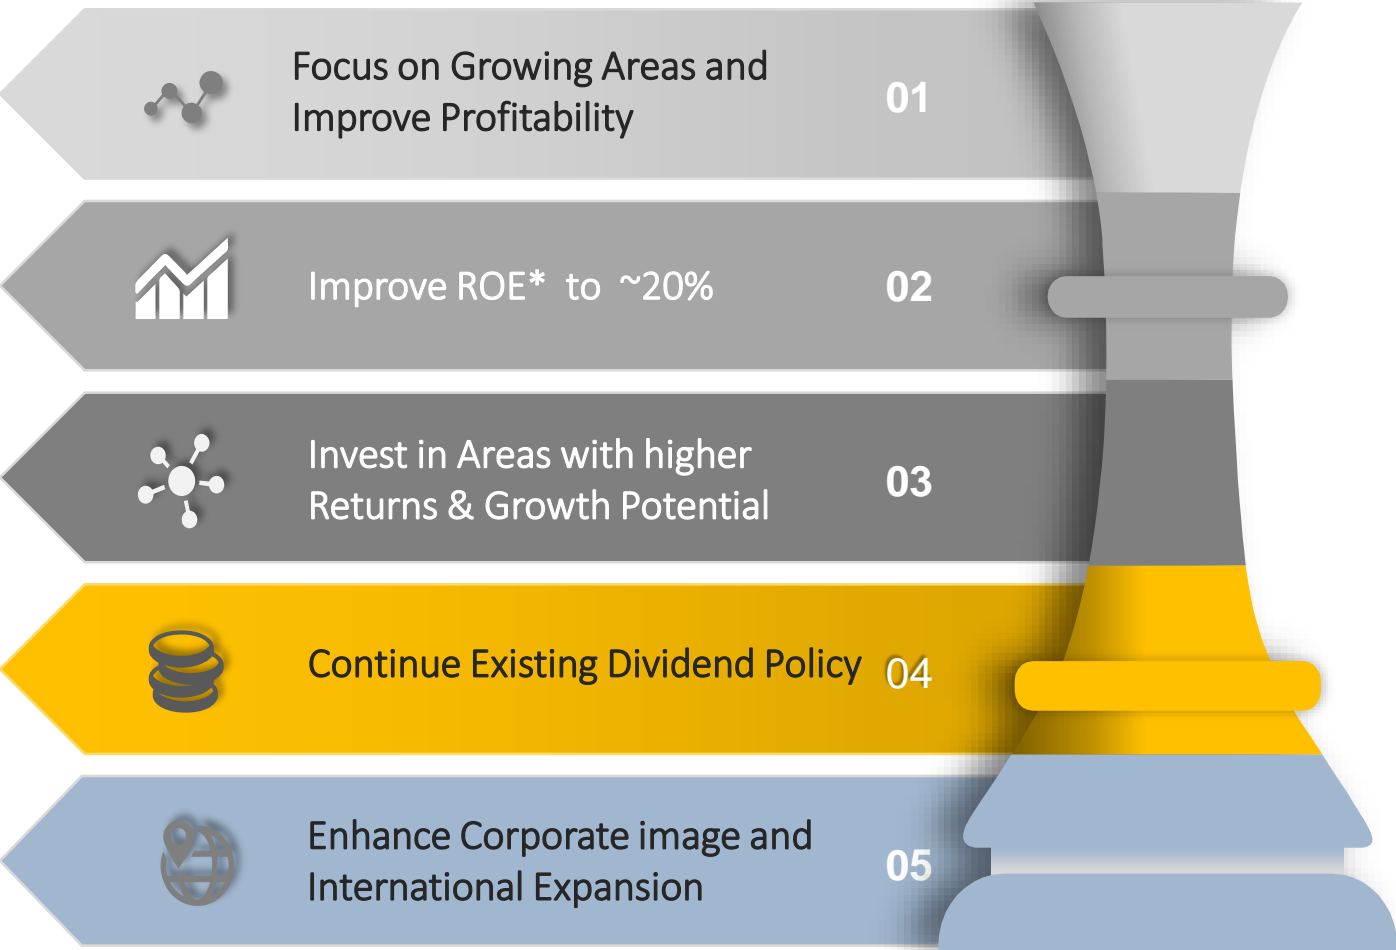 Focus on Growing Areas and
Improve Profitability
01
Improve ROE* to ~20%
02
Invest in Areas with higher
Returns & Growth Potential
03
Continue Existing Dividend Policy
04
Enhance Corporate image and
International Expansion
05